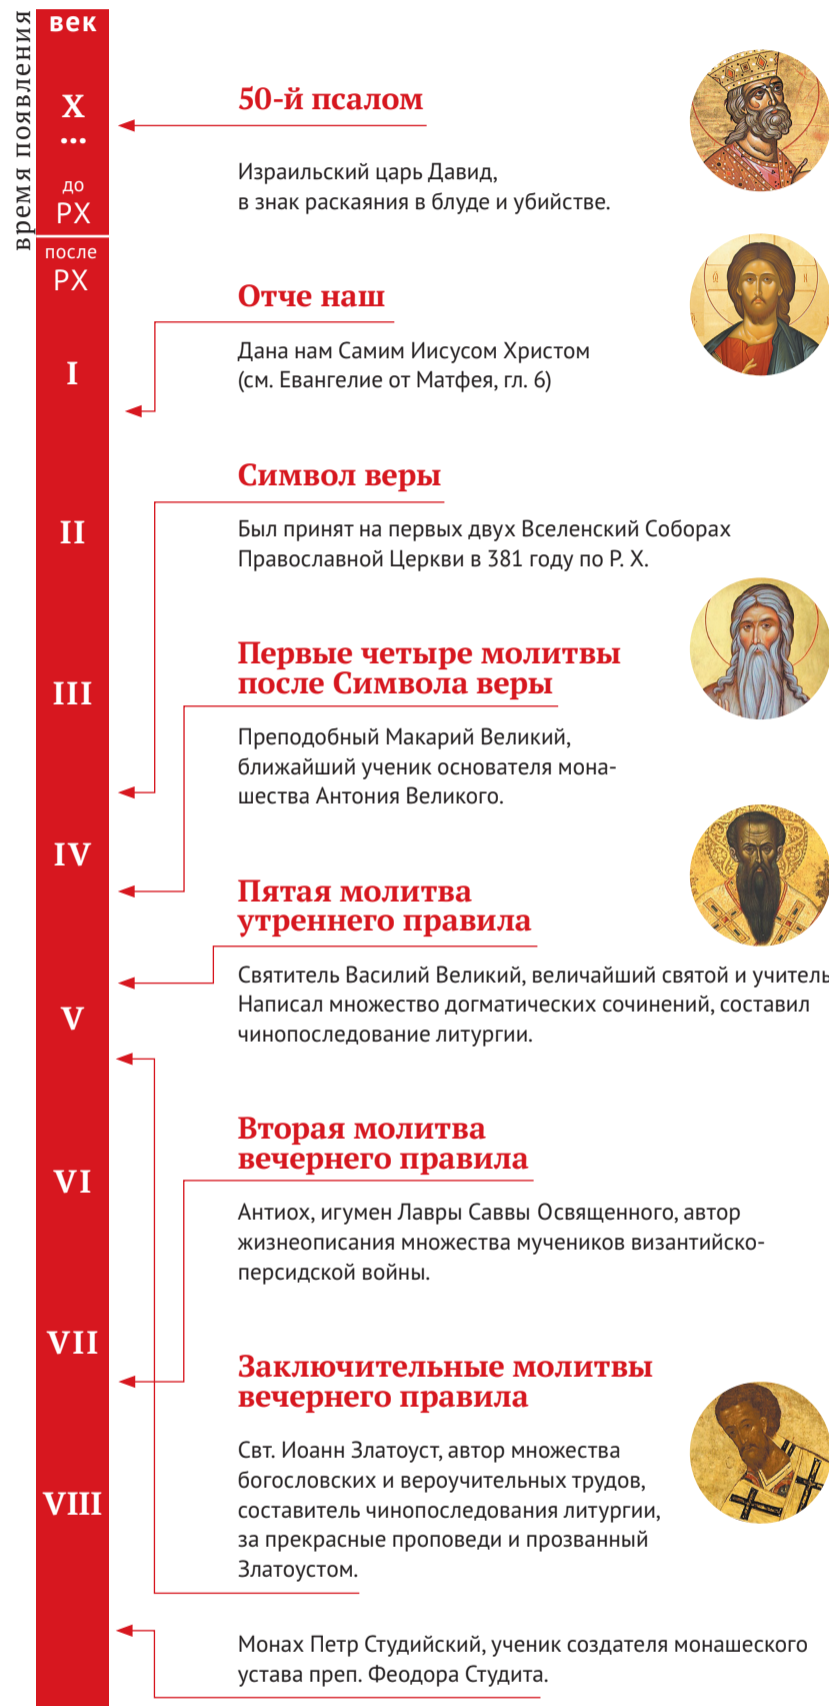 время появления
век
X
...
до
РХ
после
РХ
I
II
III
IV
V
VI
VII
VIII
50-й псалом
Израильский царь Давид,
в знак раскаяния в блуде и убийстве.
Отче наш
Дана нам Самим Иисусом Христом
(см. Евангелие от Матфея, гл. 6)
Символ веры
Был принят на первых двух Вселенский Соборах
Православной Церкви в 381 году по Р. Х.
Первые четыре молитвы
после Символа веры
Преподобный Макарий Великий,
ближайший ученик основателя мона-
шества Антония Великого.
Пятая молитва
утреннего правила
Святитель Василий Великий, величайший святой и учитель
Написал множество догматических сочинений, составил
чинопоследование литургии.
Вторая молитва
вечернего правила
Антиох, игумен Лавры Саввы Освященного, автор
жизнеописания множества мучеников византийско-
персидской войны.
Заключительные молитвы
вечернего правила
Свт. Иоанн Златоуст, автор множества
богословских и вероучительных трудов,
составитель чинопоследования литургии,
за прекрасные проповеди и прозванный
Златоустом.
Монах Петр Студийский, ученик создателя монашеского
устава преп. Феодора Студита.